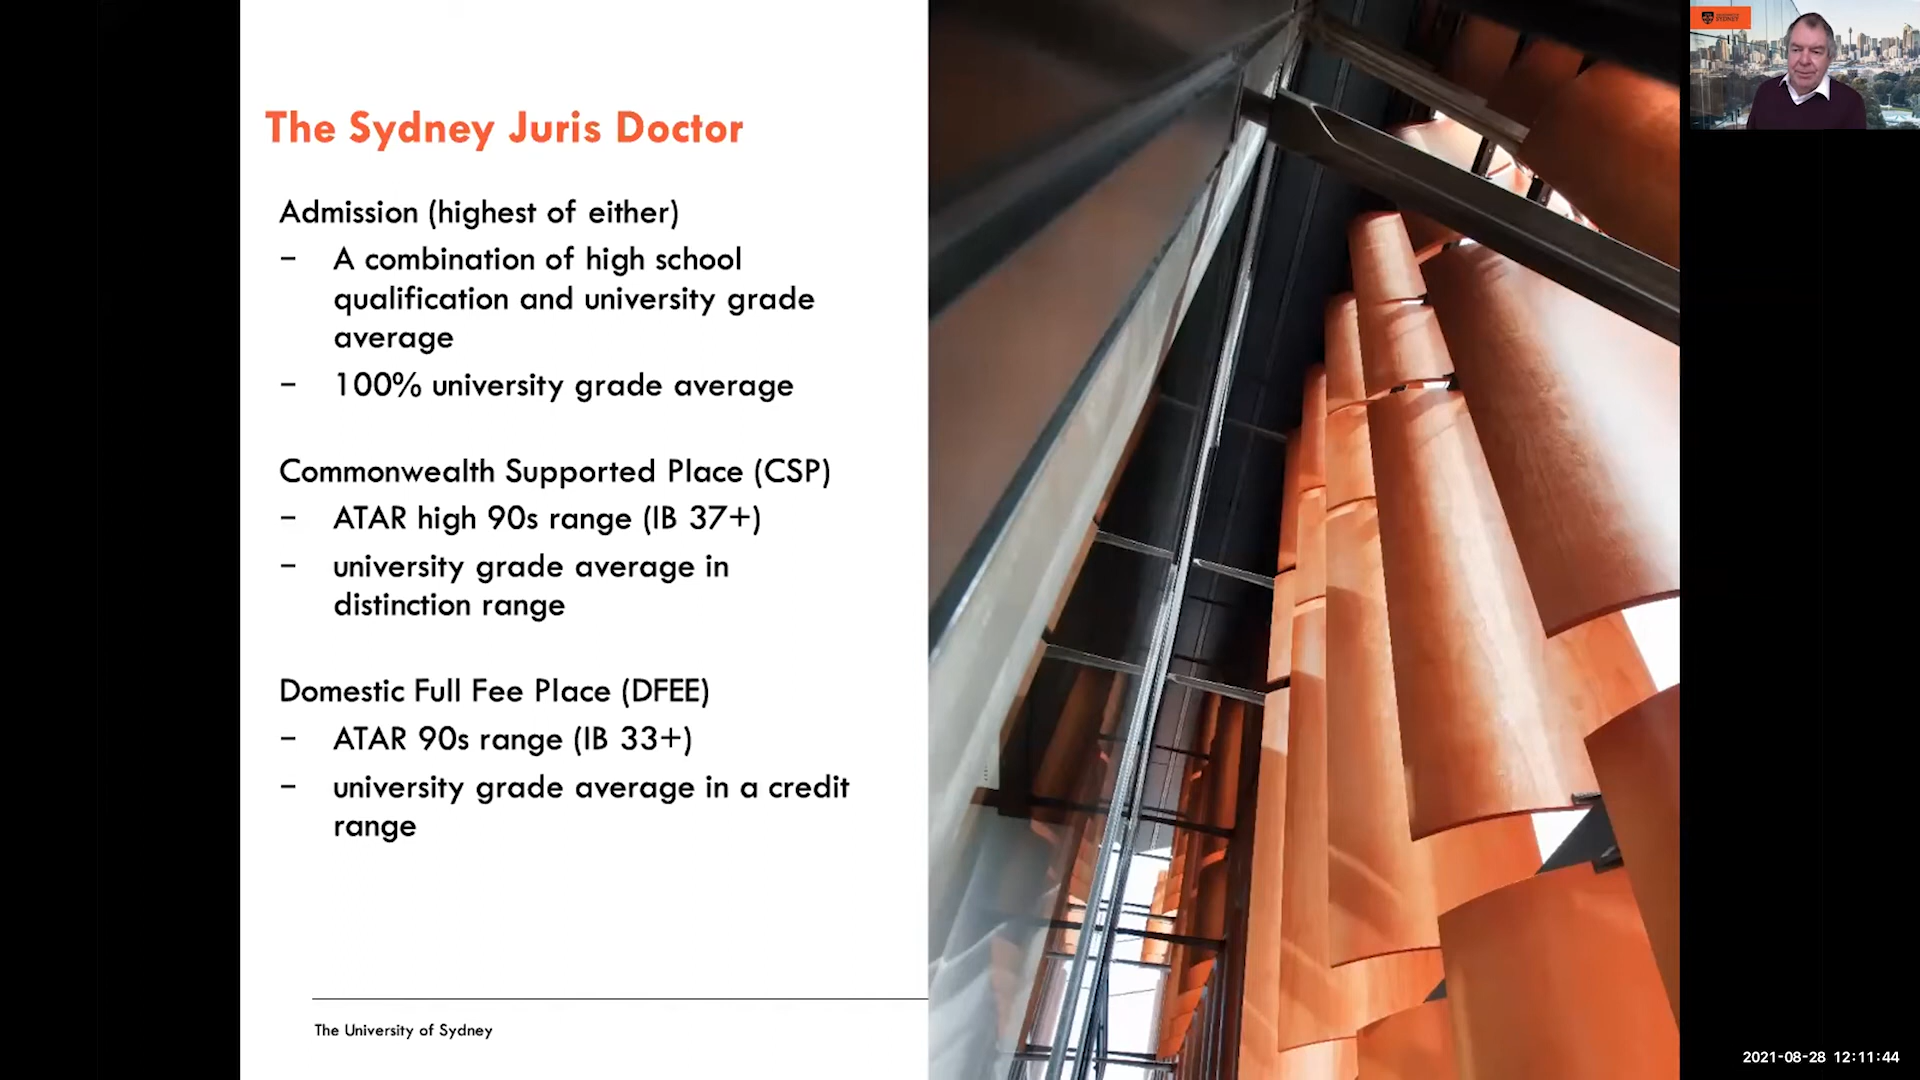 The Sydney Juris Doctor
Admission (highest of either)
– A combination of high school
qualification and university grade
average
– 100% university grade average
Commonwealth Supported Place (CSP)
– ATAR high 90s range (IB 37+)
– university grade average in
distinction range
Domestic Full Fee Place (DFEE)
– ATAR 90s range (IB 33+)
– university grade average in a credit
range
The University of Sydney
SYDNEY
2021-08-28 12:11:44